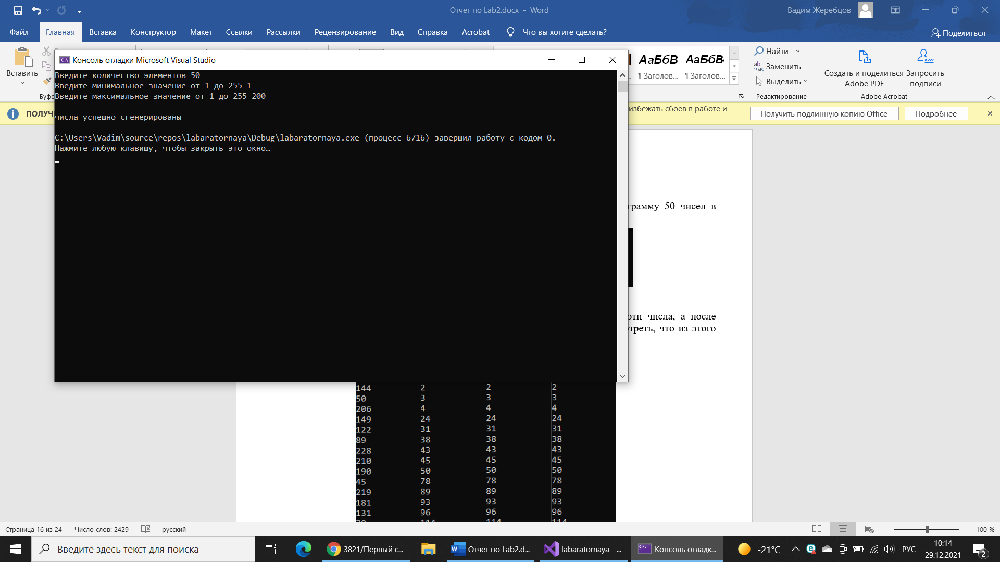 Отчёт по Lab2.docx - Word
Вадим Жеребцов
Файл Главная Вставка Конструктор Макет Ссылки Рассылки Рецензирование Вид Справка Acrobat Что вы хотите сделать? Поделиться
Вставить
Консоль отладки Microsoft Visual Studio
Введите количество элементов 50
Введите минимальное значение от 1 до 255 1
Введите максимальное значение от 1 до 255 200
числа успешно сгенерированы
C:\Users\Vadim\source\repos\labaratornaya\Debug\labaratornaya.exe (процесс 6716) завершил работу с кодом 0.
Нажмите любую клавишу, чтобы закрыть это окно…
АаБбВ АаБбВ
¶ Заголов... ¶ Заголов...
Найти
Заменить
Выделить
Редактирование
Создать и поделиться Adobe PDF
Запросить подписи
Adobe Acrobat
избежать сбоев в работе и
Получить подлинную копию Office
Подробнее
50 чисел в
эти числа, а после
что из этого
144 2 2 2
50 3 3 3
206 4 4 4
149 24 24 24
122 31 31 31
89 38 38 38
228 43 43 43
210 45 45 45
190 50 50 50
45 78 78 78
219 89 89 89
181 93 93 93
131 96 96 96
114 114 114
Страница 16 из 24 Число слов: 2429 русский
100 %
Введите здесь текст для поиска
3821/Первый с...
Отчёт по Lab2.d...
labaratornaya - ...
Консоль отладк...
-21°C
РУС
10:14
29.12.2021
2